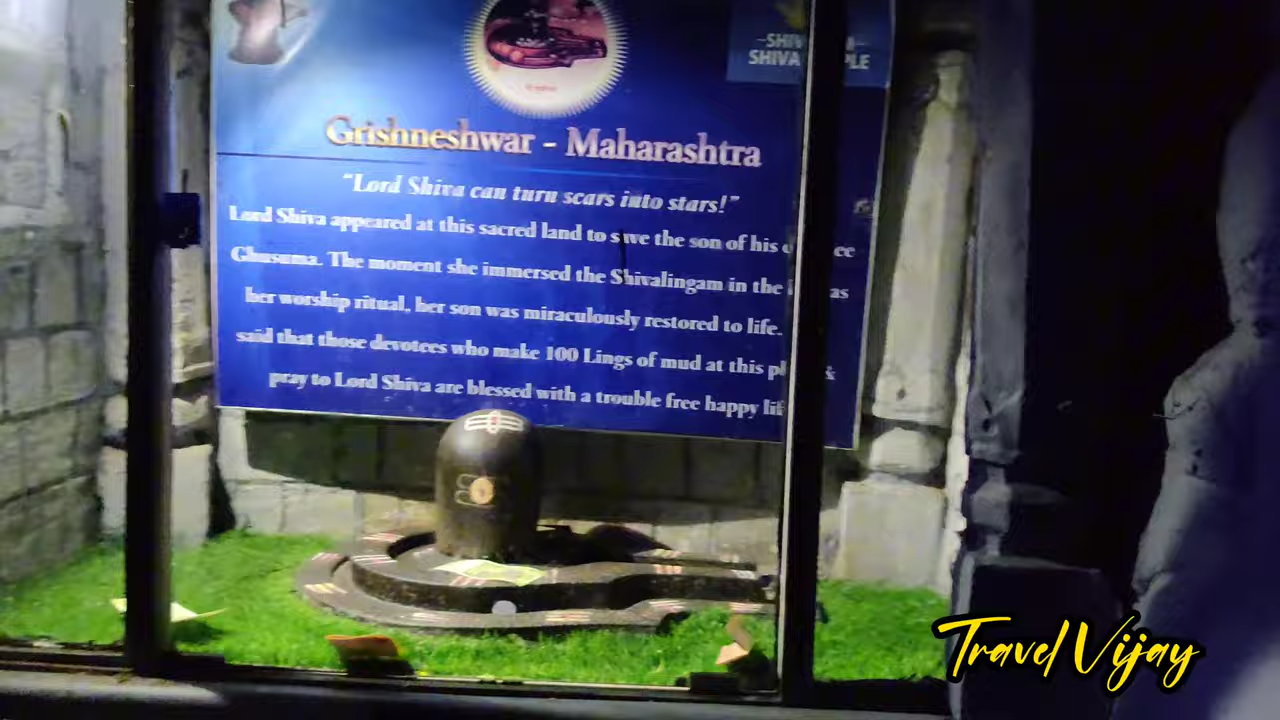 SHIVA
Grishneshwar - Maharashtra
“Lord Shiva can turn scars into stars!”
Lord Shiva appeared at this sacred land to save the son of his
Ghusuma. The moment she immersed the Shivalingam in the as
her worship ritual, her son was miraculously restored to life.
said that those devotees who make 100 Lings of mud at this &
pray to Lord Shiva are blessed with a trouble free happy
Travel Vijay